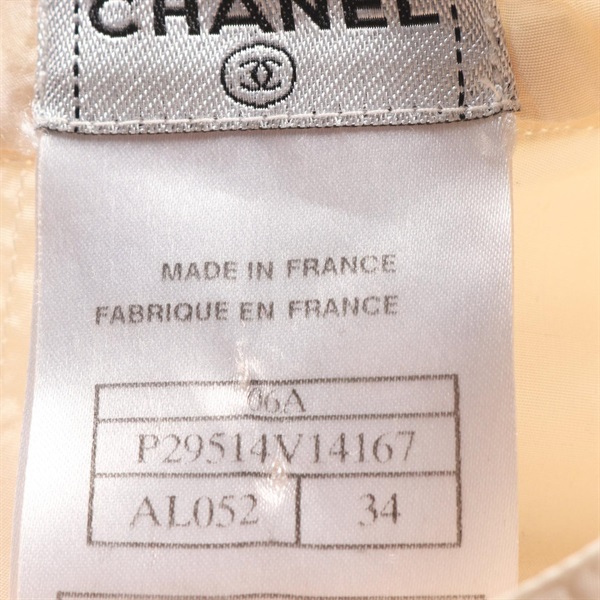 CHANEL
MADE IN FRANCE
FABRIQUE EN FRANCE
06A
P29514V14167
AL052 34